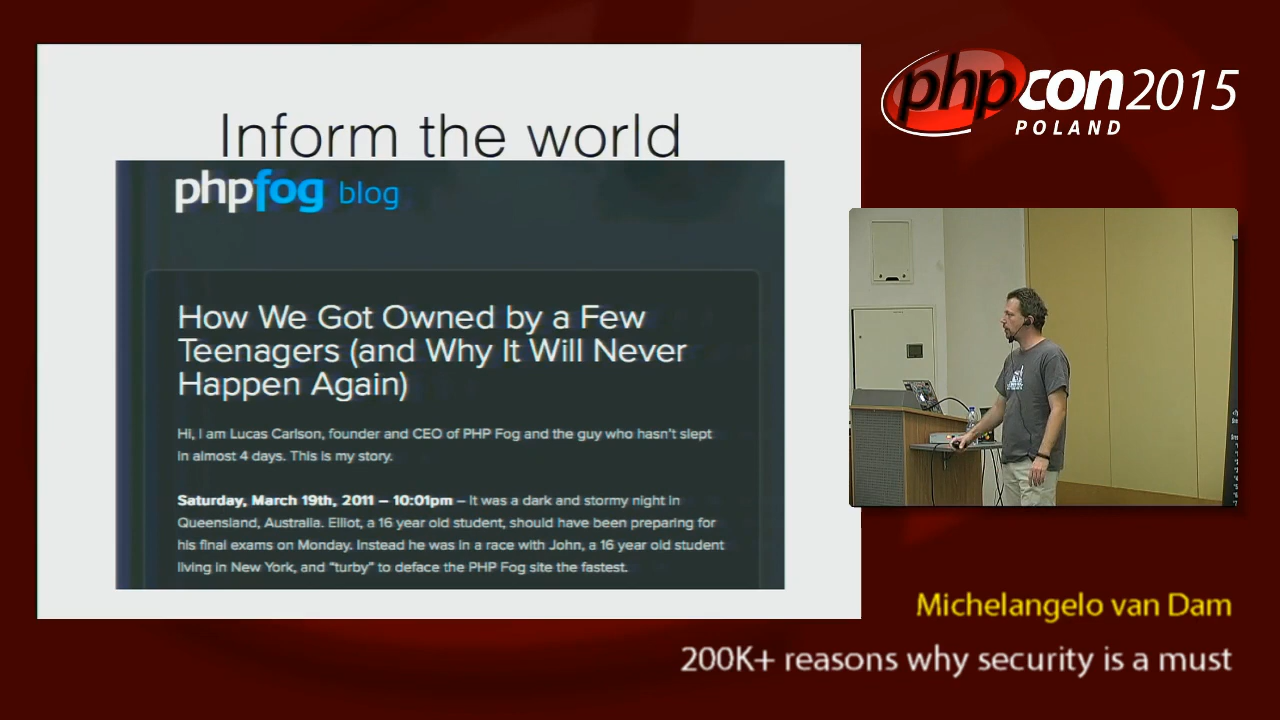 Inform the world
phpfog blog
How We Got Owned by a Few
Teenagers (and Why It Will Never
Happen Again)
Hi, I am Lucas Carlson, founder and CEO of PHP Fog and the guy who hasn't slept
in almost 4 days. This is my story.
Saturday, March 19th, 2011 – 10:01pm – It was a dark and stormy night in
Queensland, Australia. Elliot, a 16 year old student, should have been preparing for
his final exams on Monday. Instead he was in a race with John, a 16 year old student
living in New York, and "turby" to deface the PHP Fog site the fastest.
phpcon2015
POLAND
Michelangelo van Dam
200K+ reasons why security is a must